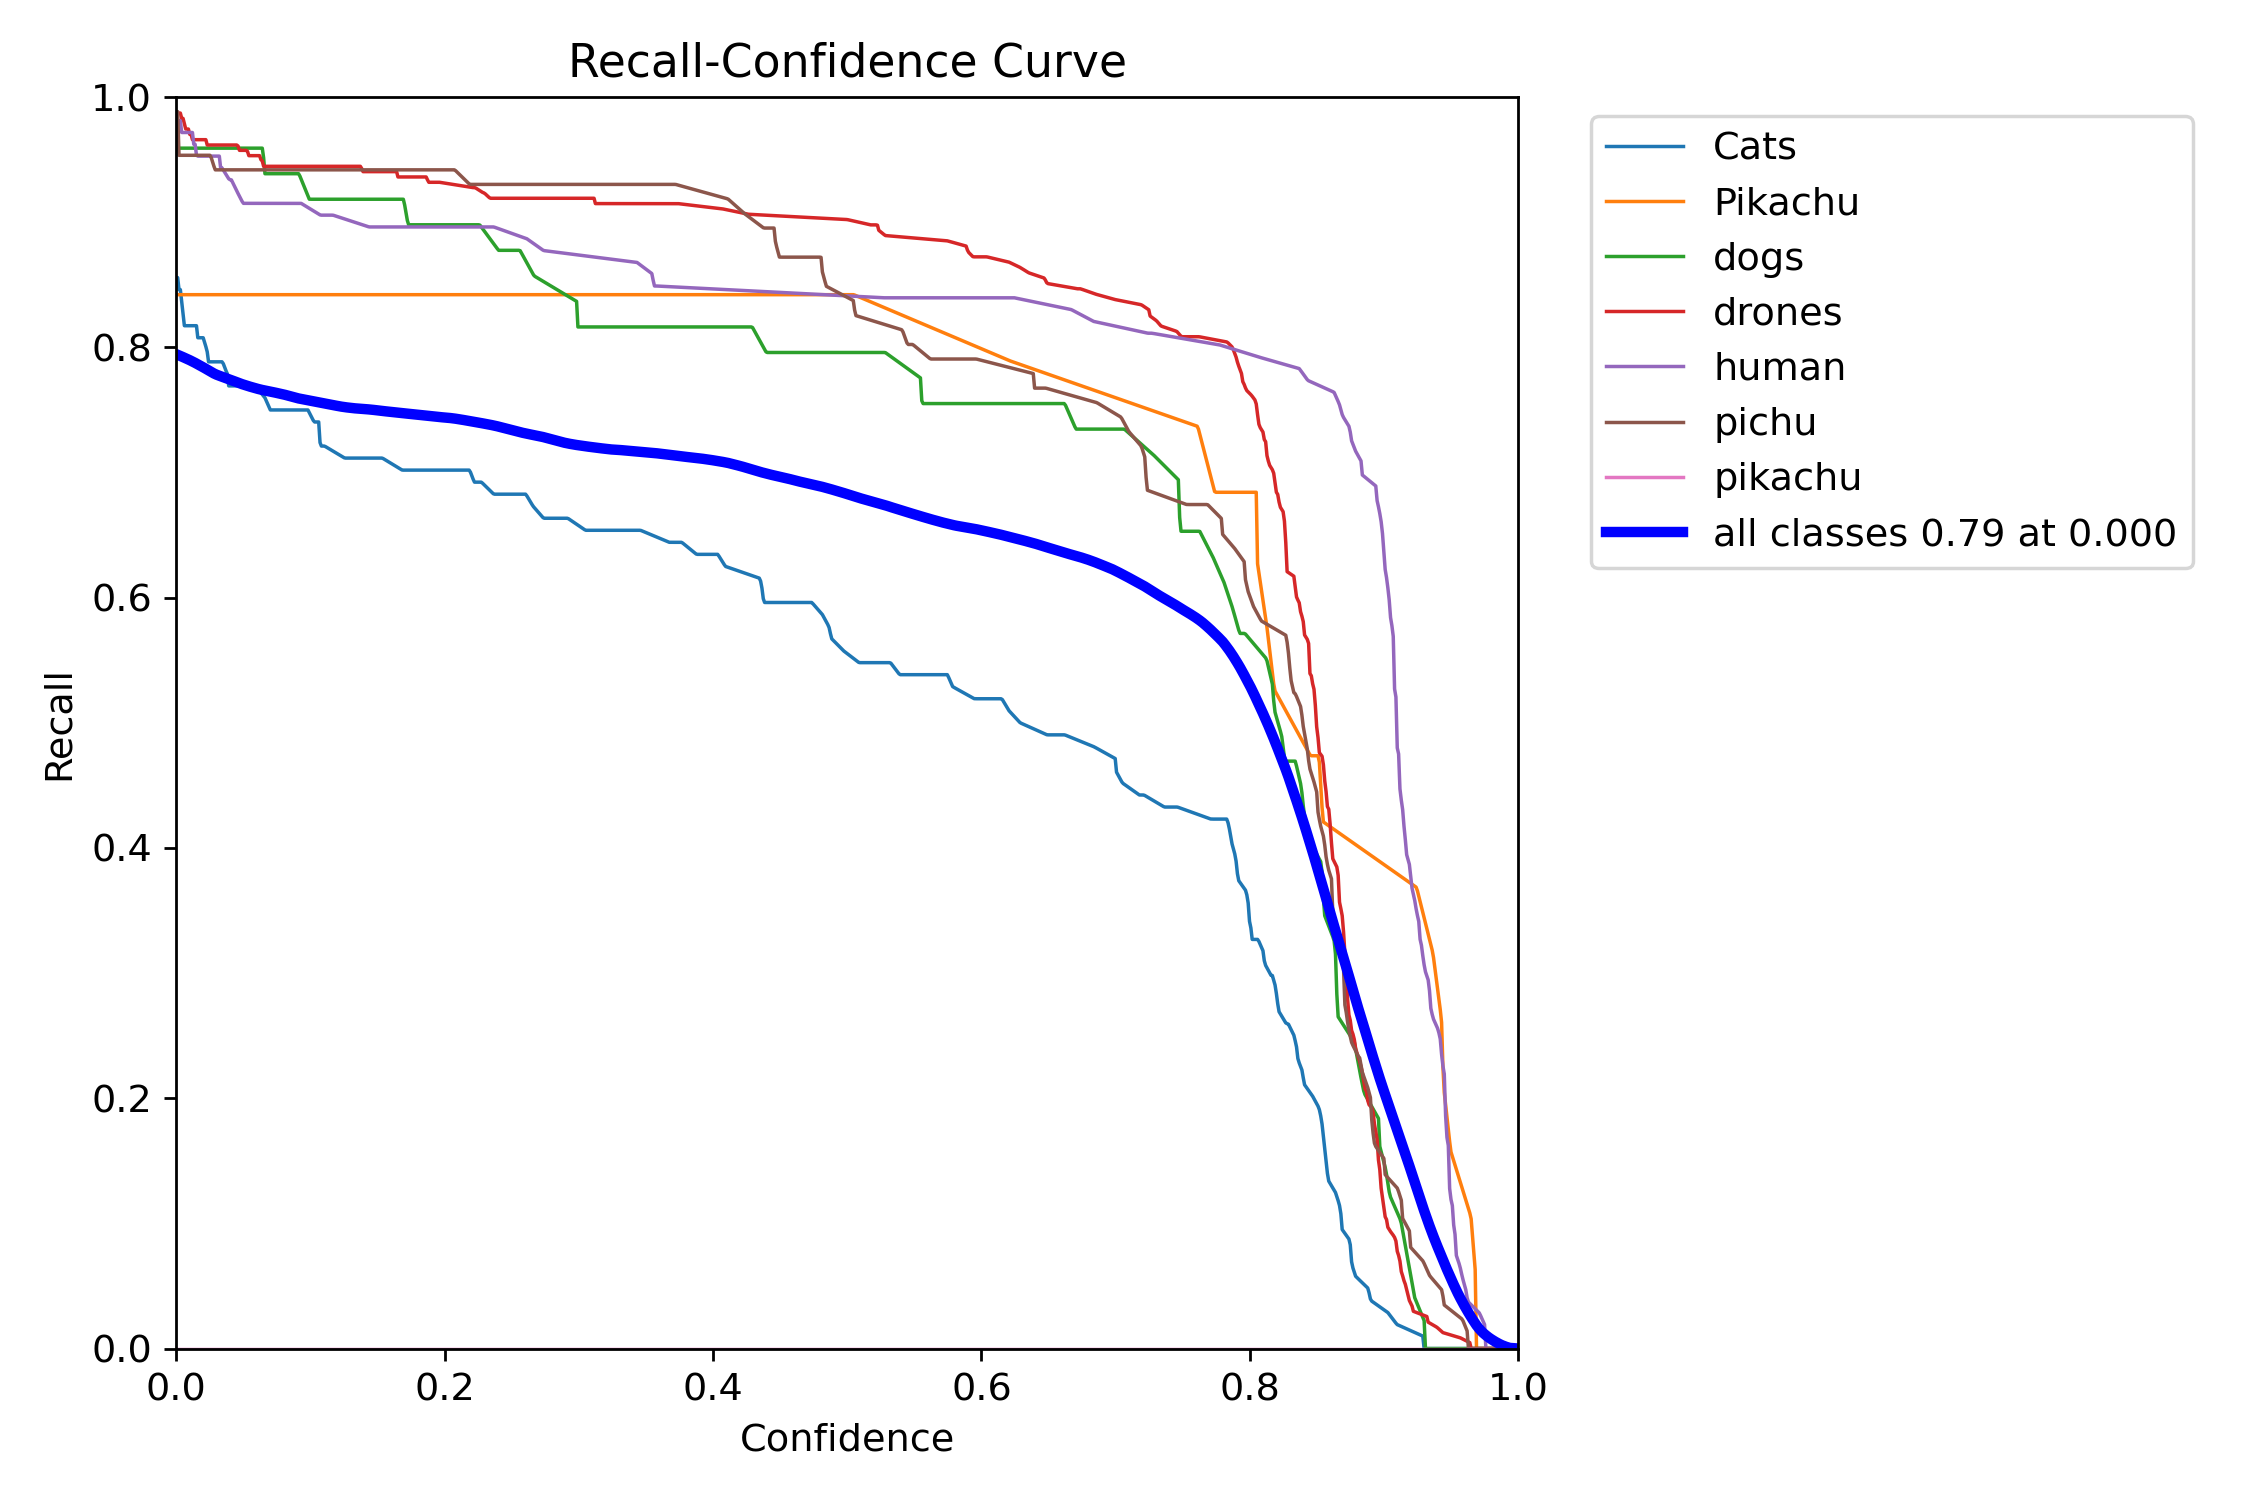 Recall-Confidence Curve
1.0
0.8
0.6
0.4
0.2
0.0
Recall
0.0 0.2 0.4 0.6 0.8 1.0
Confidence
Cats
Pikachu
dogs
drones
human
pichu
pikachu
all classes 0.79 at 0.000